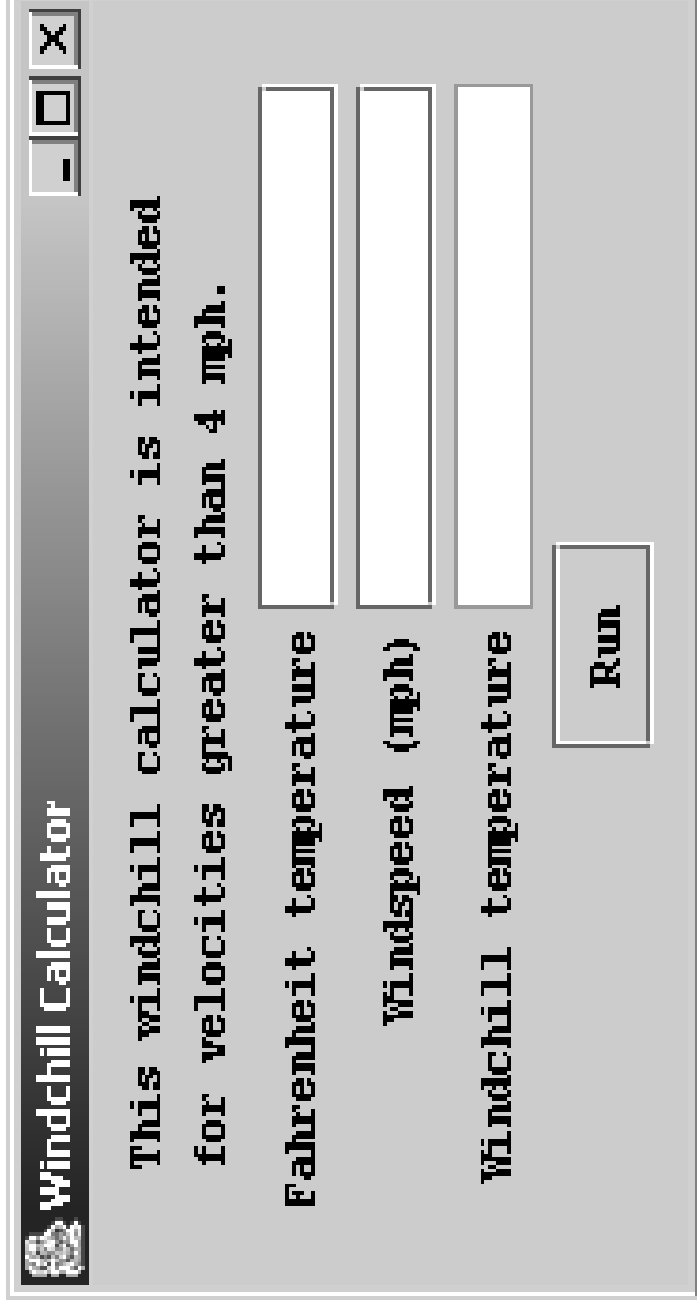 Windchill Calculator
This windchill calculator is intended
for velocities greater than 4 mph.
Fahrenheit temperature
Windspeed (mph)
Windchill temperature
Run